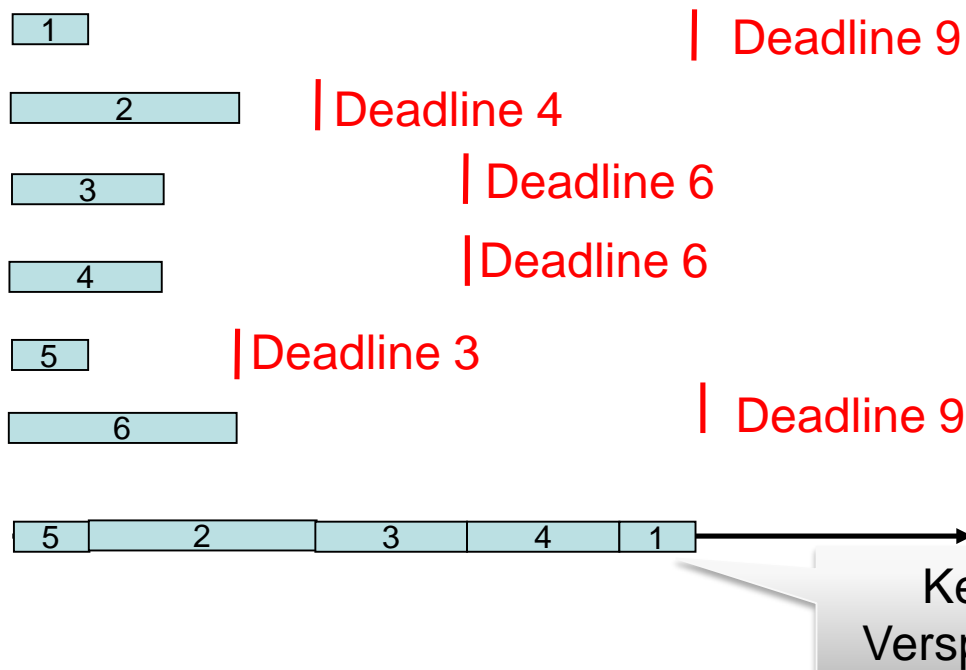 1
Deadline 9
2
Deadline 4
3
Deadline 6
4
Deadline 6
5
Deadline 3
6
Deadline 9
5 2 3 4 1